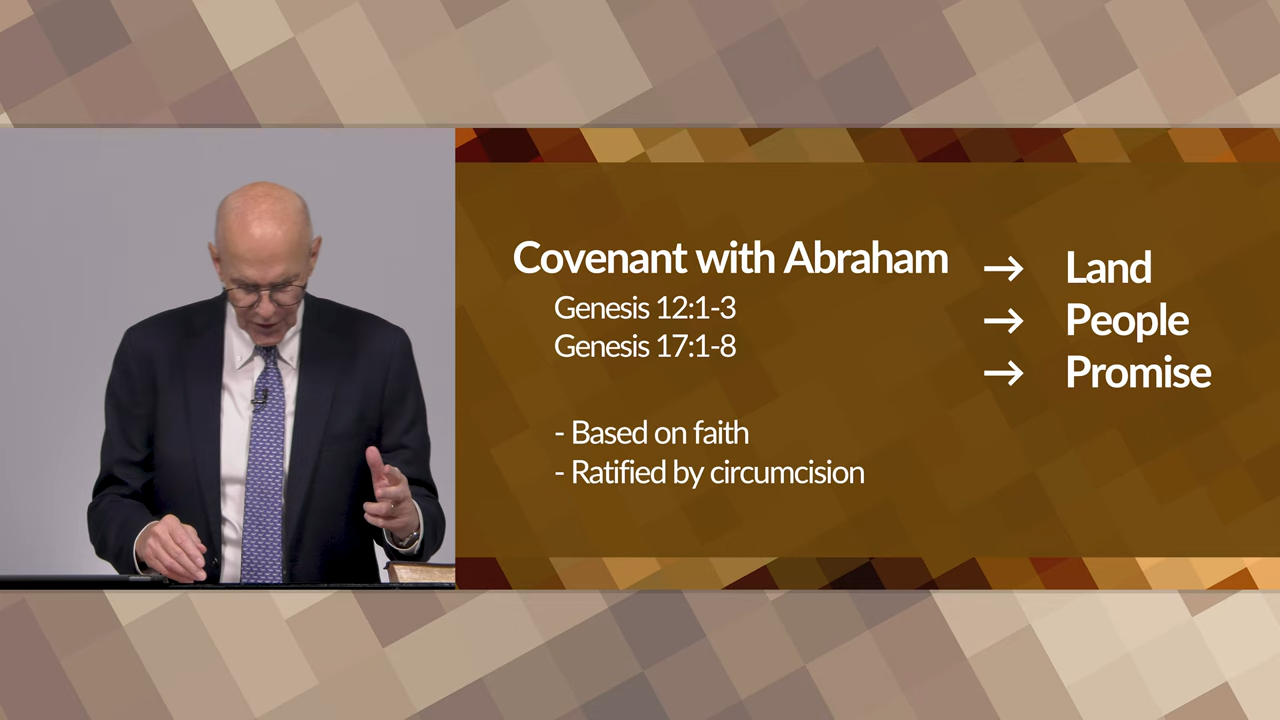 Covenant with Abraham
Genesis 12:1-3
Genesis 17:1-8
- Based on faith
- Ratified by circumcision
→ Land
→ People
→ Promise